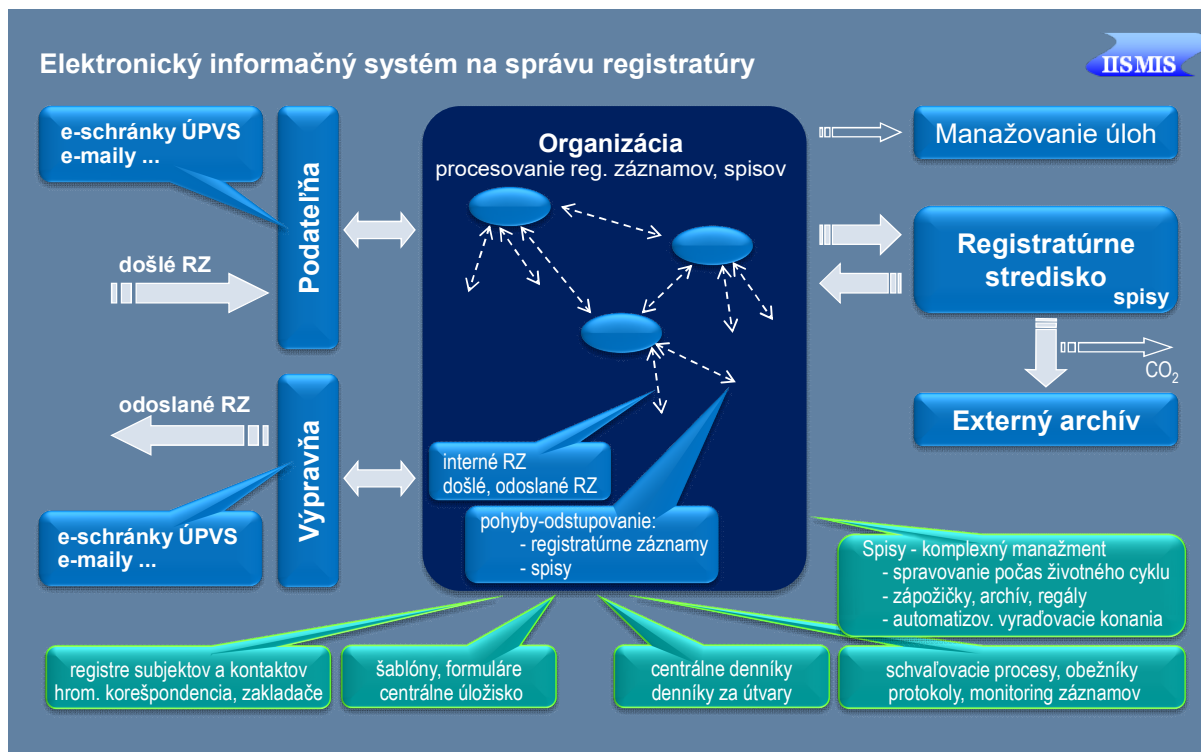 Elektronický informačný systém na správu registratúry
IISMIS
e-schránky ÚPVS
e-maily ...
Podateľňa
došlé RZ
odoslané RZ
Výpravňa
e-schránky ÚPVS
e-maily ...
Organizácia
procesovanie reg. záznamov, spisov
interné RZ
došlé, odoslané RZ
pohyby-odstupovanie:
- registratúrne záznamy
- spisy
Manažovanie úloh
Registratúrne
stredisko
spisy
CO₂
Externý archív
Spisy - komplexný manažment
- spravovanie počas životného cyklu
- zápožičky, archív, regály
- automatizov. vyraďovacie konania
registre subjektov a kontaktov
hrom. korešpondencia, zakladače
šablóny, formuláre
centrálne úložisko
centrálne denníky
denníky za útvary
schvaľovacie procesy, obežníky
protokoly, monitoring záznamov